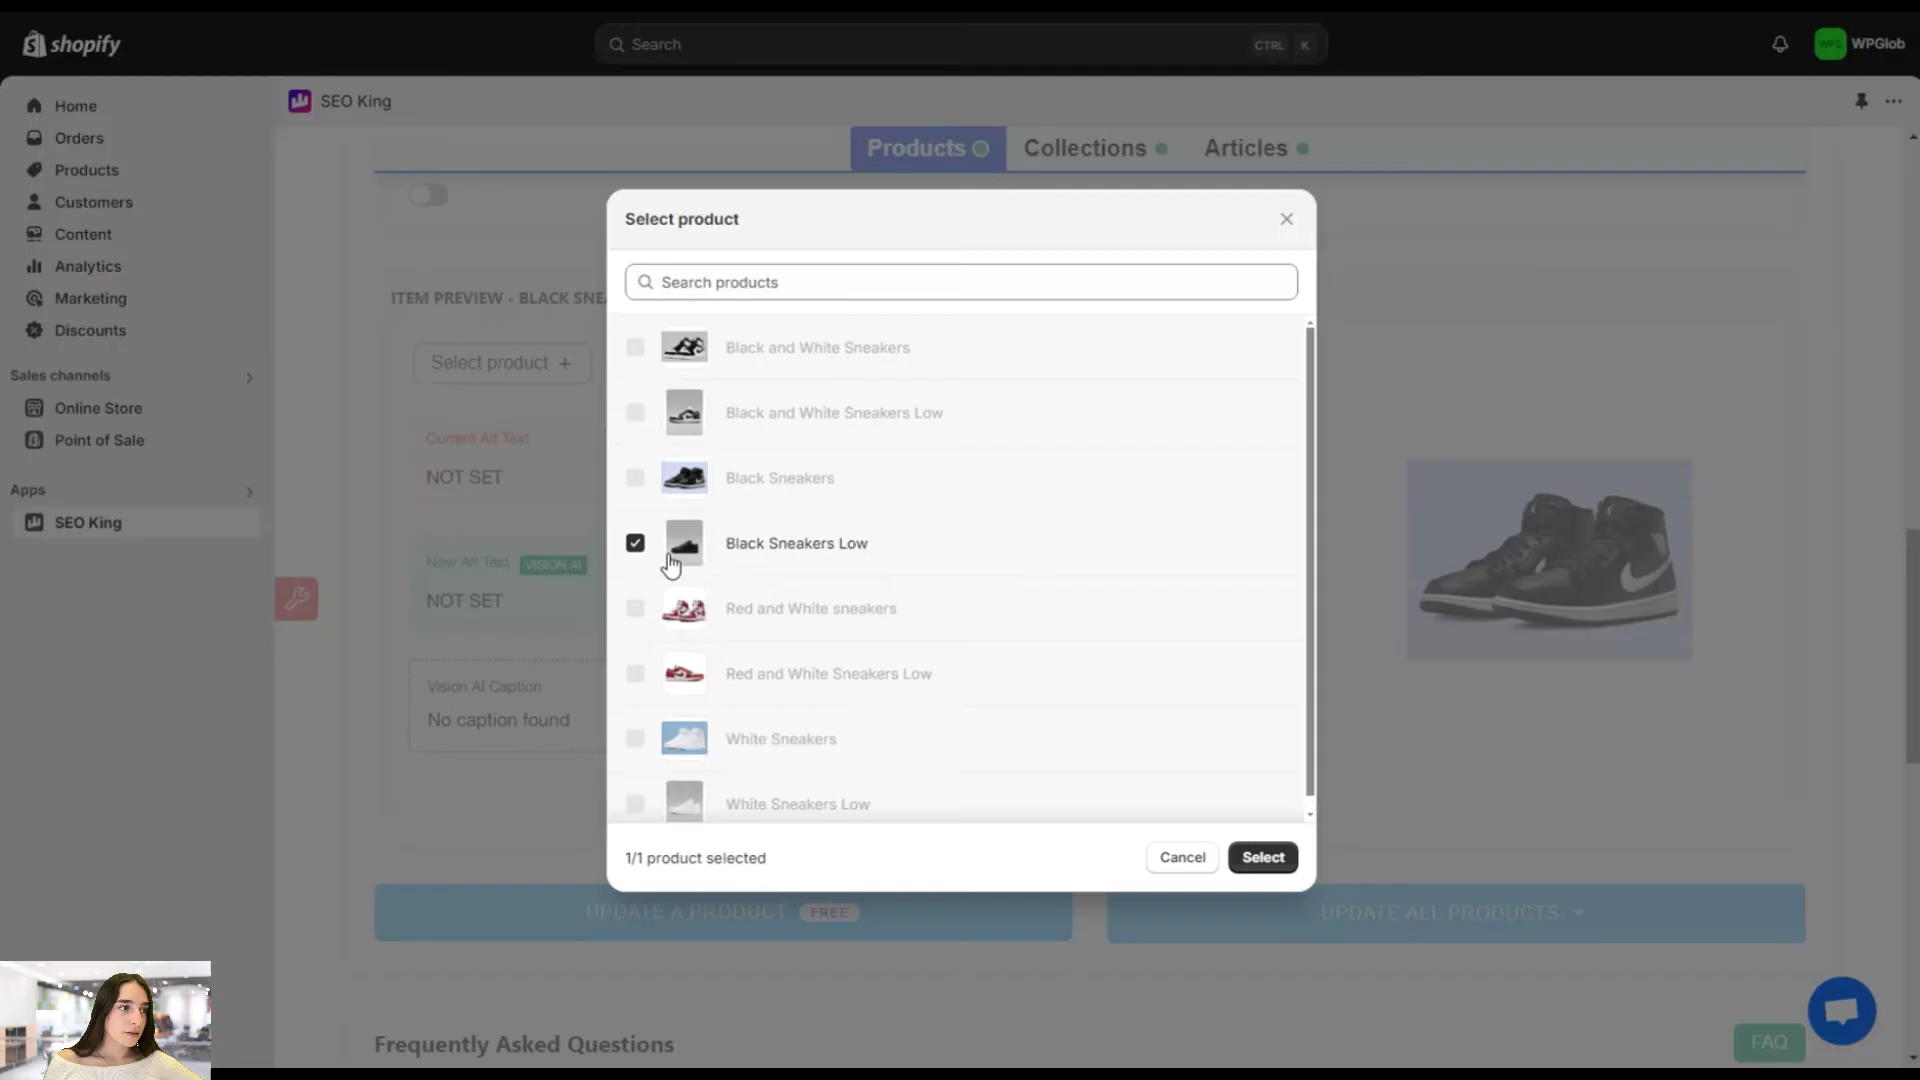 shopify
Search
CTRL K
WPG WPGlob
Home
Orders
Products
Customers
Content
Analytics
Marketing
Discounts
Sales channels
Online Store
Point of Sale
Apps
SEO King
SEO King
Products
Collections
Articles
ITEM PREVIEW - BLACK SNEA
Select product +
Current Alt Text
NOT SET
New Alt Text VISION AI
NOT SET
Vision AI Caption
No caption found
Select product
Search products
Black and White Sneakers
Black and White Sneakers Low
Black Sneakers
Black Sneakers Low
Red and White sneakers
Red and White Sneakers Low
White Sneakers
White Sneakers Low
1/1 product selected
Cancel
Select
UPDATE A PRODUCT FREE
UPDATE ALL PRODUCTS
Frequently Asked Questions
FAQ